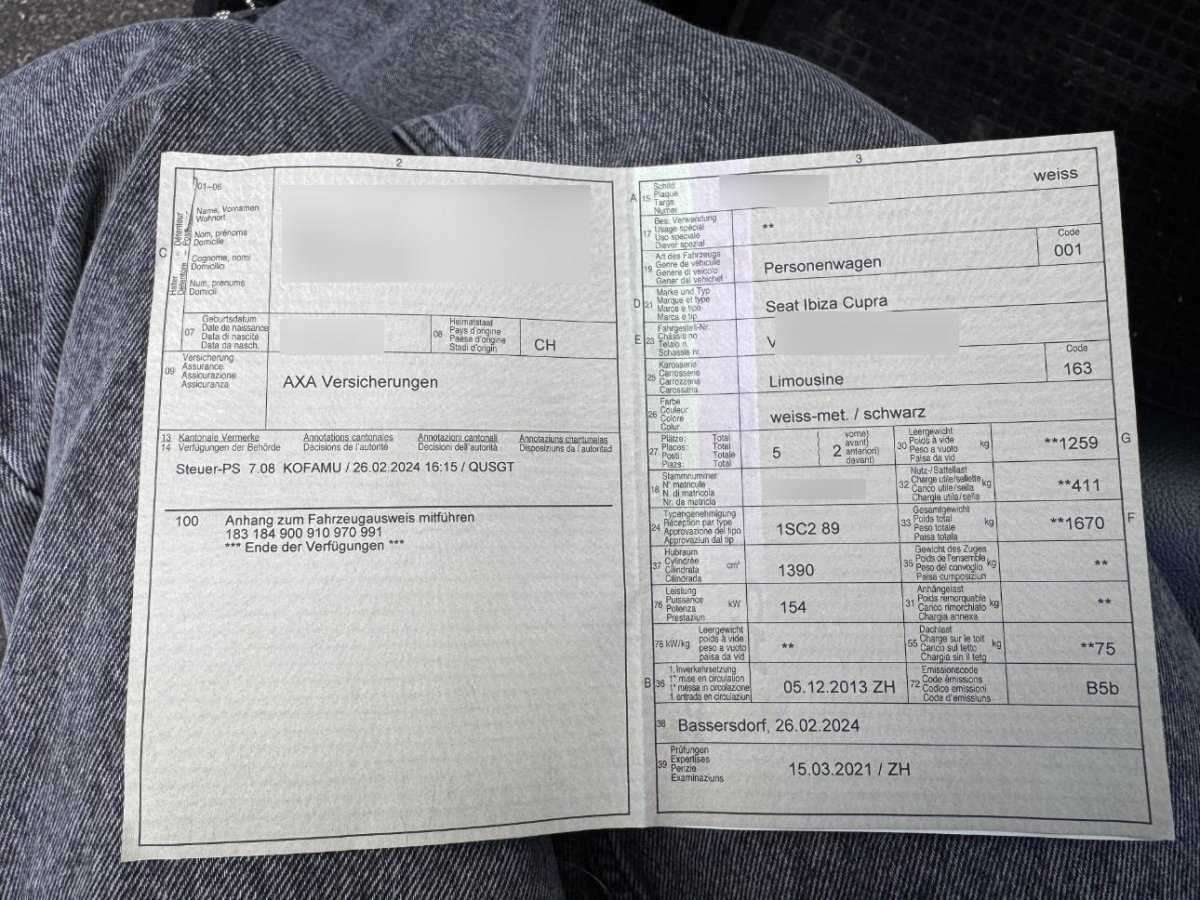 2
C
01-06
Halter - Détenteur
Détentere - Poss.
Name, Vornamen
Wohnort
Nom, prénoms
Domicile
Cognome, nomi
Domicilio
Num, prenums
Domicil
07
Geburtsdatum
Date de naissance
Data di nascita
Data da nasch.
08
Heimatstaat
Pays d'origine
Paese d'origine
Stadi d'origin
CH
09
Versicherung
Assurance
Assicurazione
Assicuranza
AXA Versicherungen
13 Kantonale Vermerke Annotations cantonales Annotazioni cantonali Annotaziuns chantunalas
14 Verfügungen der Behörde Décisions de l'autorité Decisioni dell'autorità Disposiziuns da l'autoritad
Steuer-PS 7.08 KOFAMU / 26.02.2024 16:15 / QUSGT
100 Anhang zum Fahrzeugausweis mitführen
183 184 900 910 970 991
*** Ende der Verfügungen ***
3
A 15
Schild
Plaque
Targa
Numer
weiss
17
Bes. Verwendung
Usage spécial
Uso speciale
Diever spezial
**
19
Art des Fahrzeugs
Genre de véhicule
Genere di veicolo
Gener dal vehichel
Personenwagen
Code
001
D 21
Marke und Typ
Marque et type
Marca e tipo
Marca e tip
Seat Ibiza Cupra
E 23
Fahrgestell-Nr.
Châssis no
Telaio n.
Schassis nr.
V
25
Karosserie
Carrosserie
Carrozzeria
Carossaria
Limousine
Code
163
26
Farbe
Couleur
Colore
Colur
weiss-met. / schwarz
27
Plätze: Total
Places: Total
Posti: Totale
Plazs: Total
5
2
vorne)
avant)
anteriori)
davant)
30
Leergewicht
Poids à vide
Peso a vuoto
Paisa da vid
kg
**1259
G
18
Stammnummer
N° matricule
N. di matricola
Nr. da matricla
32
Nutz-/Sattellast
Charge utile/sellette
Carico utile/sella
Chargia utila/sella
kg
**411
24
Typengenehmigung
Réception par type
Approvazione del tipo
Approvaziun dal tip
1SC2 89
33
Gesamtgewicht
Poids total
Peso totale
Paisa totala
kg
**1670
F
37
Hubraum
Cylindrée
Cilindrata
Cilindrada
cm³
1390
35
Gewicht des Zuges
Poids de l'ensemble
Peso del convoglio
Paisa cumposiziun
kg
**
76
Leistung
Puissance
Potenza
Prestaziun
kW
154
31
Anhängelast
Poids remorquable
Carico rimorchiato
Chargia annexa
kg
**
78 kW/kg
Leergewicht
poids à vide
peso a vuoto
paisa da vid
**
55
Dachlast
Charge sur le toit
Carico sul tetto
Chargia sin il tetg
kg
**75
B 36
1.Inverkehrsetzung
1re mise en circulation
1a messa in circolazione
1. entrada en circulaziun
05.12.2013 ZH
72
Emissionscode
Code émissions
Codice emissioni
Code d'emissiuns
B5b
38
Bassersdorf, 26.02.2024
39
Prüfungen
Expertises
Perizie
Examinaziuns
15.03.2021 / ZH